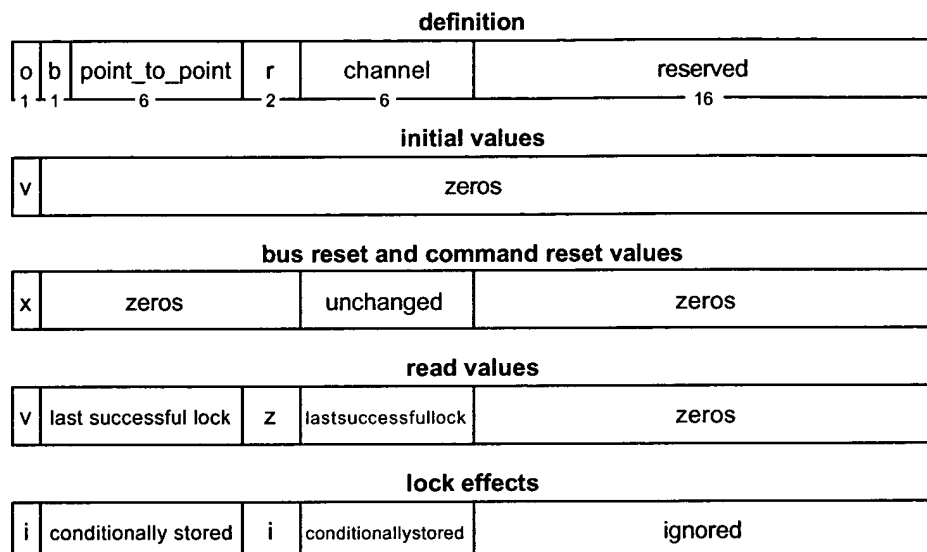 definition
o b point_to_point r channel reserved
1 1 6 2 6 16
initial values
v zeros
bus reset and command reset values
x zeros unchanged zeros
read values
v last successful lock z lastsuccessfullock zeros
lock effects
i conditionally stored i conditionallystored ignored